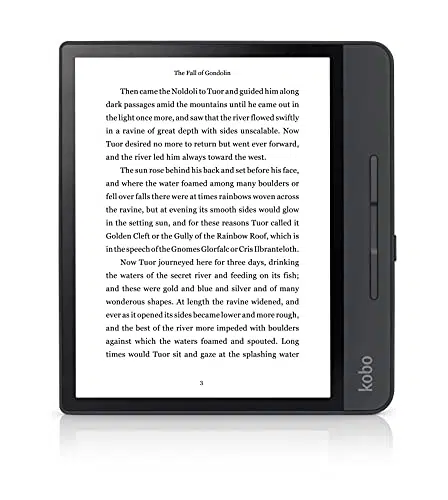 The Fall of Gondolin
Then came the Noldoli to Tuor and guided him along
dark passages amid the mountains until he came out in
the light once more, and saw that the river flowed swiftly
in a ravine of great depth with sides unscalable. Now
Tuor desired no more to return but went ever forward,
and the river led him always toward the west.
The sun rose behind his back and set before his face,
and where the water foamed among many boulders or
fell over falls there were at times rainbows woven across
the ravine, but at evening its smooth sides would glow
in the setting sun, and for these reasons Tuor called it
Golden Cleft or the Gully of the Rainbow Roof, which is
in the speech of the Gnomes Glorfalc or Cris Ilbranteloth.
Now Tuor journeyed here for three days, drinking
the waters of the secret river and feeding on its fish;
and these were gold and blue and silver and of many
wonderous shapes. At length the ravine widened, and
ever as it opened its sides became lower and more rough,
and the best of the river more impeded with boulders
against which the waters foamed and spouted. Long
times would Tuor sit and gaze at the splashing water
3
kobo